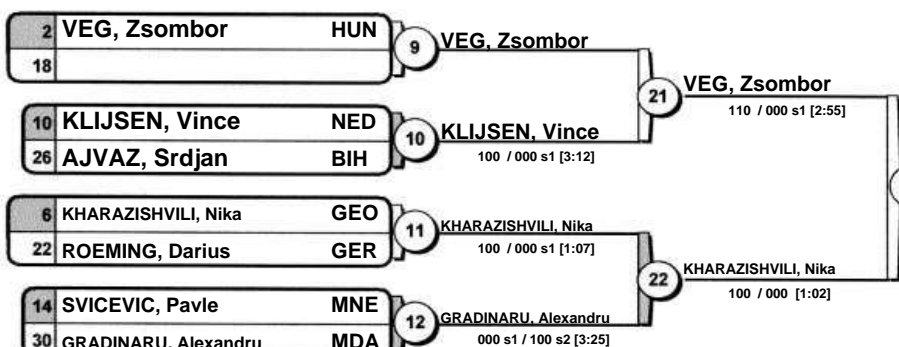 2 VEG, Zsombor HUN
18
9
VEG, Zsombor
10 KLIJSEN, Vince NED
26 AJVAZ, Srdjan BIH
10
KLIJSEN, Vince
100 / 000 s1 [3:12]
21
VEG, Zsombor
110 / 000 s1 [2:55]
6 KHARAZISHVILI, Nika GEO
22 ROEMING, Darius GER
11
KHARAZISHVILI, Nika
100 / 000 s1 [1:07]
14 SVICEVIC, Pavle MNE
30 GRADINARU, Alexandru MDA
12
GRADINARU, Alexandru
000 s1 / 100 s2 [3:25]
22
KHARAZISHVILI, Nika
100 / 000 [1:02]